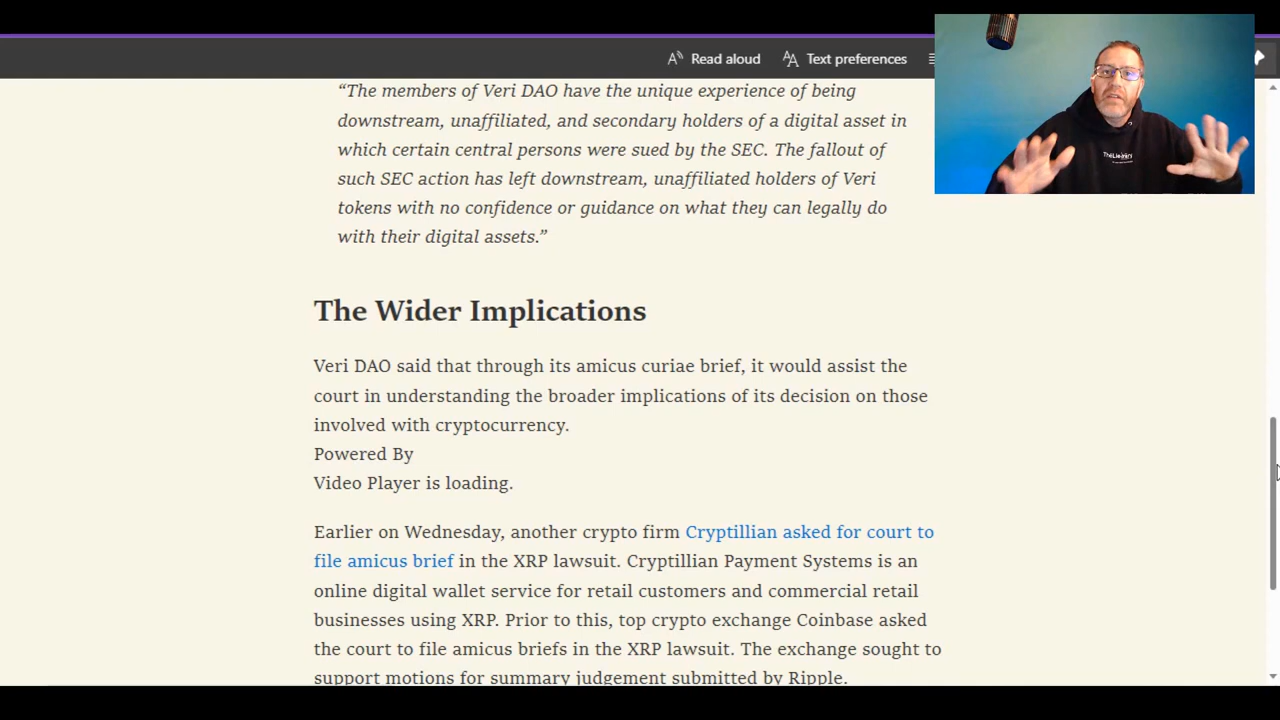 Read aloud
Text preferences
“The members of Veri DAO have the unique experience of being
downstream, unaffiliated, and secondary holders of a digital asset in
which certain central persons were sued by the SEC. The fallout of
such SEC action has left downstream, unaffiliated holders of Veri
tokens with no confidence or guidance on what they can legally do
with their digital assets.”
The Wider Implications
Veri DAO said that through its amicus curiae brief, it would assist the
court in understanding the broader implications of its decision on those
involved with cryptocurrency.
Powered By
Video Player is loading.
Earlier on Wednesday, another crypto firm Cryptillian asked for court to
file amicus brief in the XRP lawsuit. Cryptillian Payment Systems is an
online digital wallet service for retail customers and commercial retail
businesses using XRP. Prior to this, top crypto exchange Coinbase asked
the court to file amicus briefs in the XRP lawsuit. The exchange sought to
support motions for summary judgement submitted by Ripple.